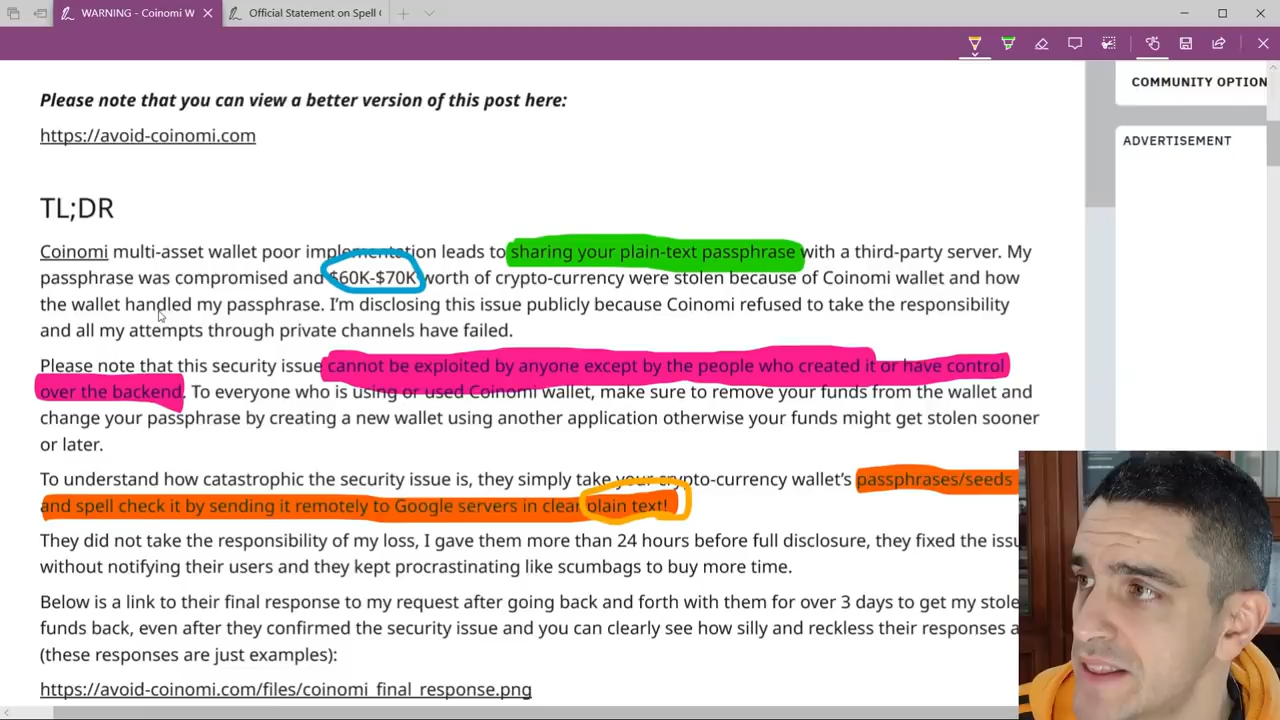 WARNING - Coinomi W
Official Statement on Spell C
Please note that you can view a better version of this post here:
COMMUNITY OPTION
https://avoid-coinomi.com
ADVERTISEMENT
TL;DR
Coinomi multi-asset wallet poor implementation leads to sharing your plain-text passphrase with a third-party server. My
passphrase was compromised and $60K-$70K worth of crypto-currency were stolen because of Coinomi wallet and how
the wallet handled my passphrase. I'm disclosing this issue publicly because Coinomi refused to take the responsibility
and all my attempts through private channels have failed.
Please note that this security issue cannot be exploited by anyone except by the people who created it or have control
over the backend. To everyone who is using or used Coinomi wallet, make sure to remove your funds from the wallet and
change your passphrase by creating a new wallet using another application otherwise your funds might get stolen sooner
or later.
To understand how catastrophic the security issue is, they simply take your crypto-currency wallet's passphrases/seeds
and spell check it by sending it remotely to Google servers in clear plain text!
They did not take the responsibility of my loss, I gave them more than 24 hours before full disclosure, they fixed the issu
without notifying their users and they kept procrastinating like scumbags to buy more time.
Below is a link to their final response to my request after going back and forth with them for over 3 days to get my stole
funds back, even after they confirmed the security issue and you can clearly see how silly and reckless their responses a
(these responses are just examples):
https://avoid-coinomi.com/files/coinomi_final_response.png